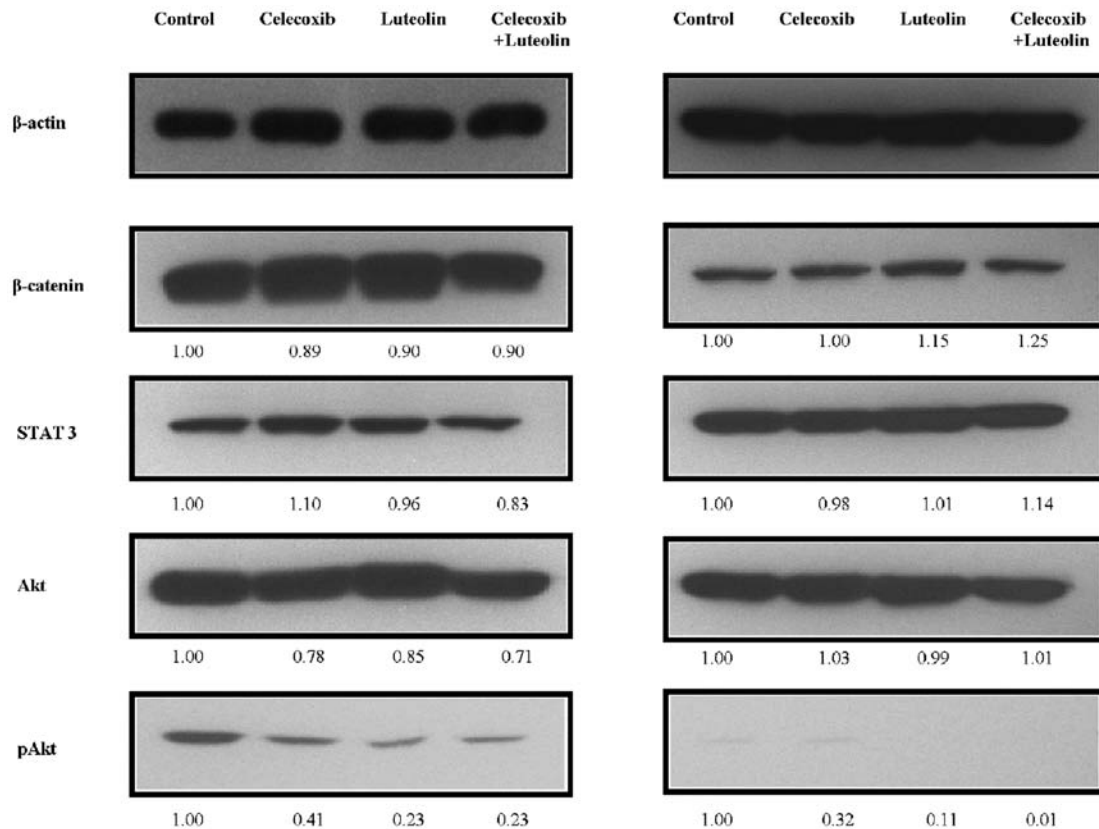 Control Celecoxib Luteolin Celecoxib Control Celecoxib Luteolin Celecoxib
+Luteolin +Luteolin
β-actin
β-catenin
1.00 0.89 0.90 0.90 1.00 1.00 1.15 1.25
STAT 3
1.00 1.10 0.96 0.83 1.00 0.98 1.01 1.14
Akt
1.00 0.78 0.85 0.71 1.00 1.03 0.99 1.01
pAkt
1.00 0.41 0.23 0.23 1.00 0.32 0.11 0.01